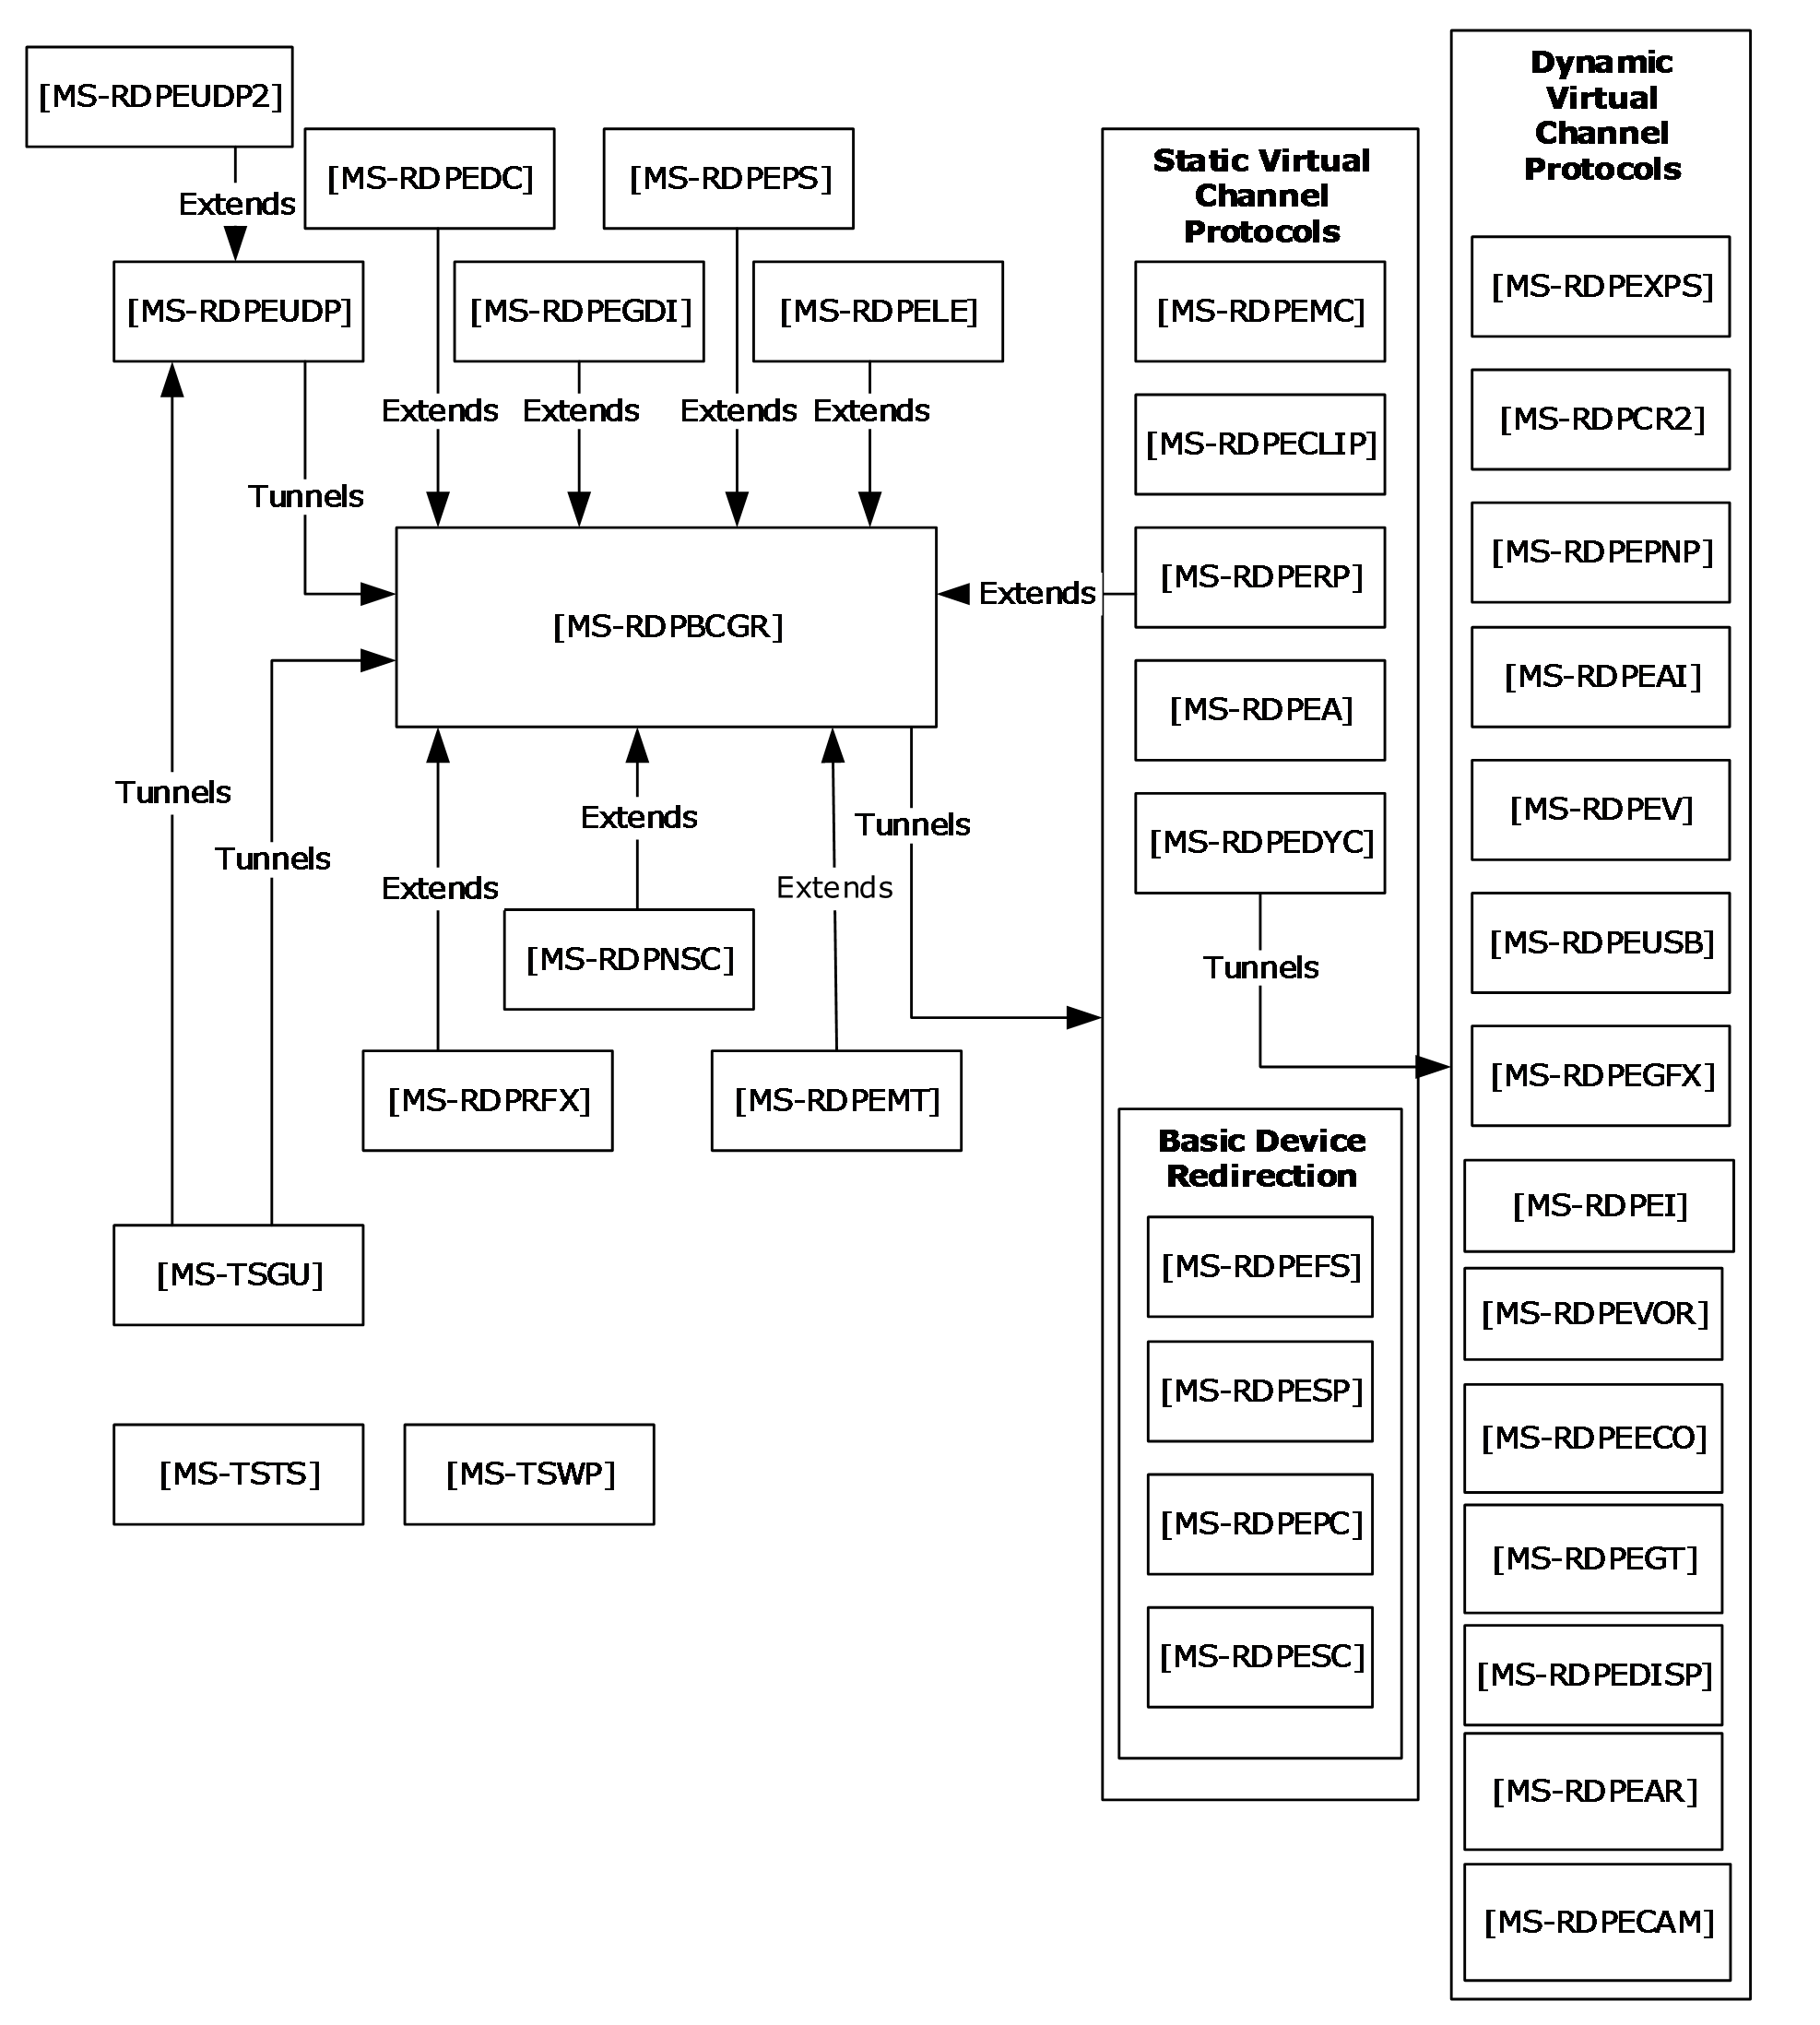 [MS-RDPEUDP2]
Extends
[MS-RDPEUDP]
[MS-RDPEDC]
[MS-RDPEPS]
[MS-RDPEGDI]
[MS-RDPELE]
Extends
Extends
Extends
Extends
Tunnels
[MS-RDPBCGR]
Extends
Tunnels
Tunnels
Extends
Extends
Extends
Tunnels
[MS-RDPNSC]
[MS-RDPRFX]
[MS-RDPEMT]
[MS-TSGU]
[MS-TSTS]
[MS-TSWP]
Static Virtual
Channel
Protocols
[MS-RDPEMC]
[MS-RDPECLIP]
[MS-RDPERP]
[MS-RDPEA]
[MS-RDPEDYC]
Tunnels
Basic Device
Redirection
[MS-RDPEFS]
[MS-RDPESP]
[MS-RDPEPC]
[MS-RDPESC]
Dynamic
Virtual
Channel
Protocols
[MS-RDPEXPS]
[MS-RDPCR2]
[MS-RDPEPNP]
[MS-RDPEAI]
[MS-RDPEV]
[MS-RDPEUSB]
[MS-RDPEGFX]
[MS-RDPEI]
[MS-RDPEVOR]
[MS-RDPEECO]
[MS-RDPEGT]
[MS-RDPEDISP]
[MS-RDPEAR]
[MS-RDPECAM]